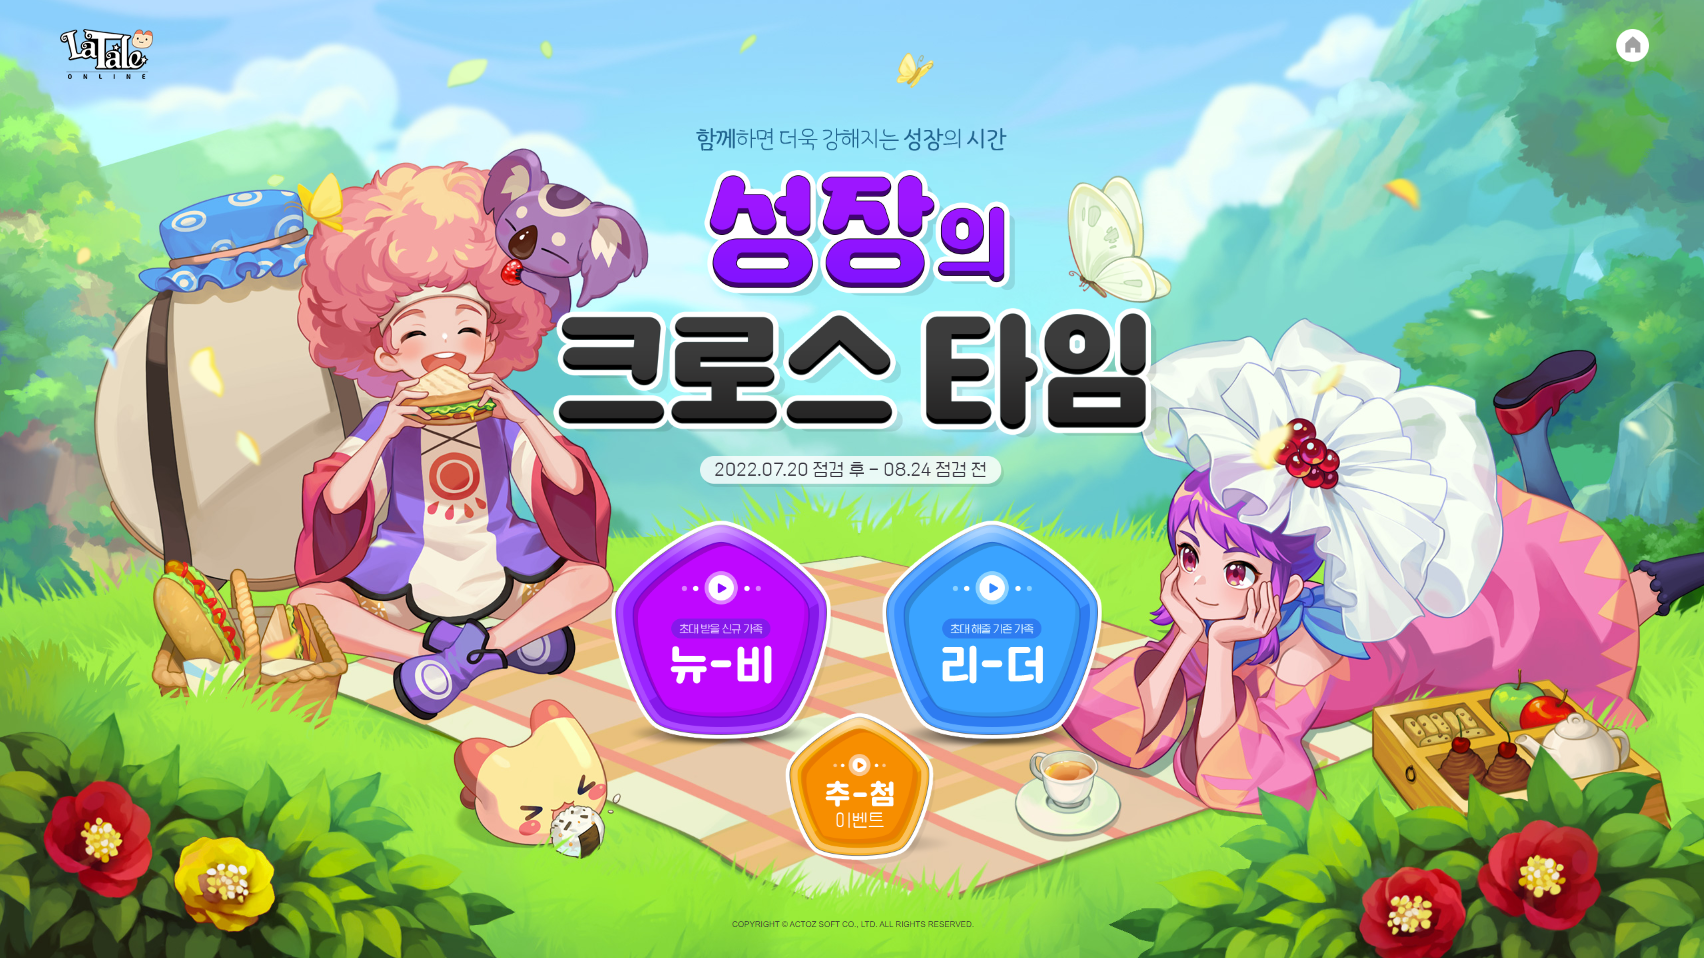 LaTale
ONLINE
함께하면 더욱 강해지는 성장의 시간
성장의
크로스 타임
2022.07.20 점검 후 - 08.24 점검 전
초대 받을 신규 가족
뉴-비
초대 해줄 기존 가족
리-더
추-첨
이벤트
COPYRIGHT © ACTOZ SOFT CO., LTD. ALL RIGHTS RESERVED.